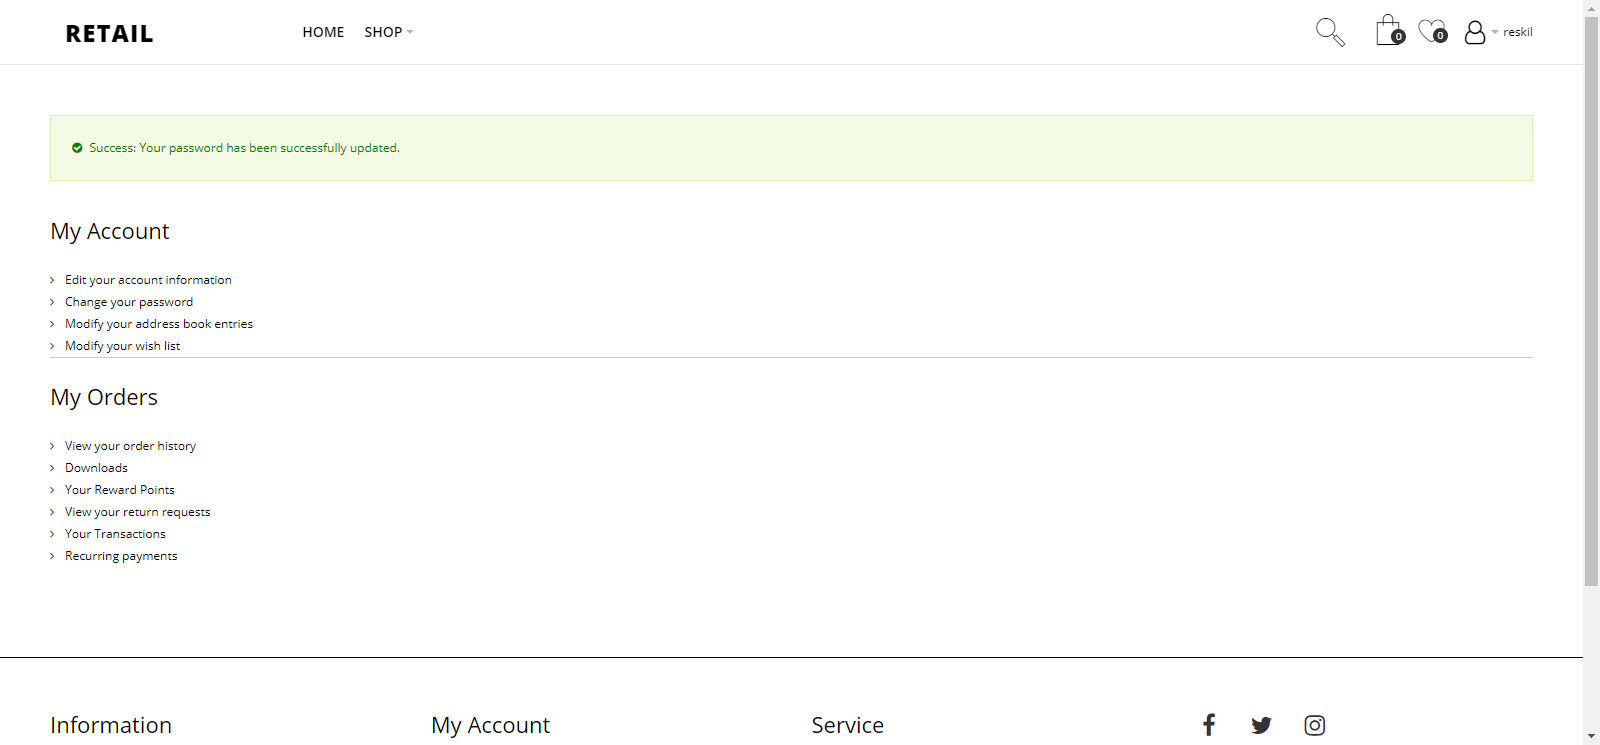 RETAIL
HOME SHOP
0 0 reskil
Success: Your password has been successfully updated.
My Account
Edit your account information
Change your password
Modify your address book entries
Modify your wish list
My Orders
View your order history
Downloads
Your Reward Points
View your return requests
Your Transactions
Recurring payments
Information My Account Service